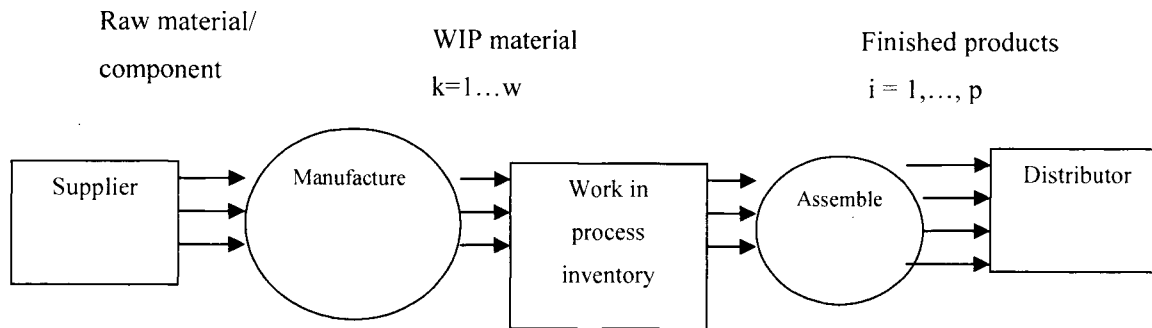 Raw material/
component
WIP material
k=1…w
Finished products
i = 1,…, p
Supplier
Manufacture
Work in
process
inventory
Assemble
Distributor